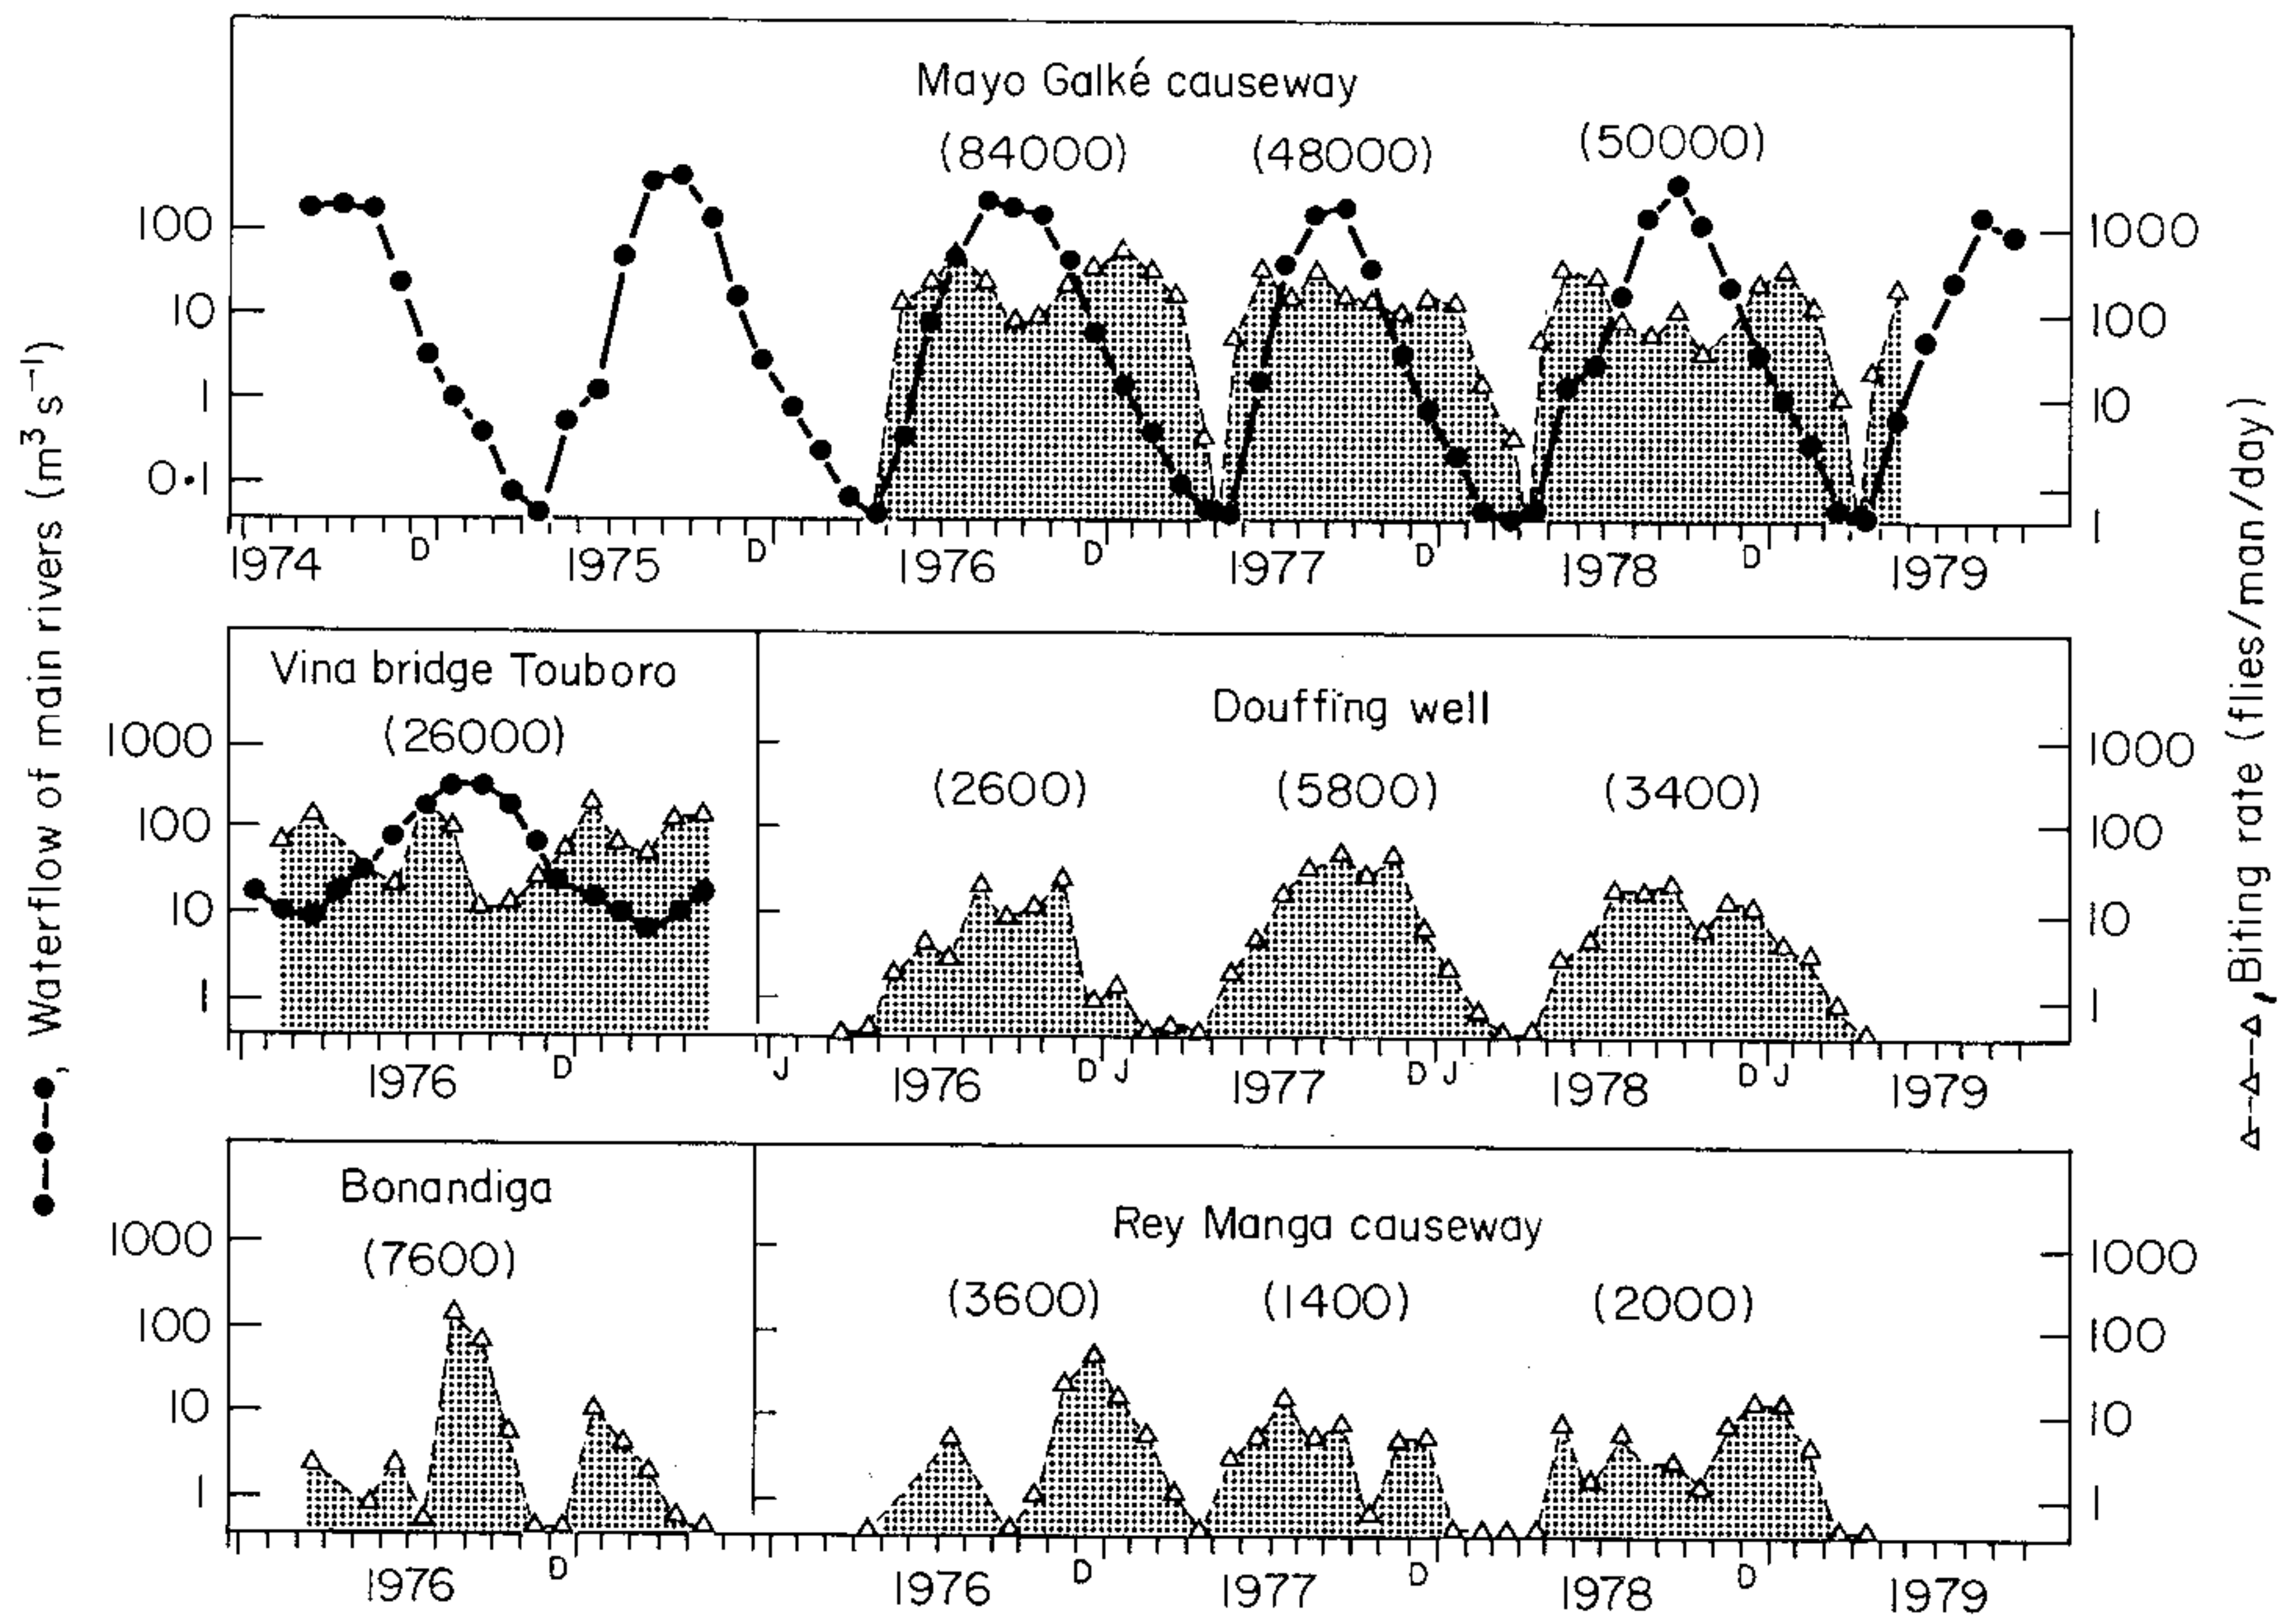 Waterflow of main rivers (m³ s⁻¹)
Mayo Galké causeway
(84000) (48000) (50000)
100
10
1
0·1
1000
100
10
1
D D D D D
1974 1975 1976 1977 1978 1979
Vina bridge Touboro
(26000)
1000
100
10
1
D
1976
Douffing well
(2600) (5800) (3400)
1000
100
10
1
J D J D J D J
1976 1977 1978 1979
Bonandiga
(7600)
1000
100
10
1
D
1976
Rey Manga causeway
(3600) (1400) (2000)
1000
100
10
1
D D D
1976 1977 1978 1979
Biting rate (flies/man/day)